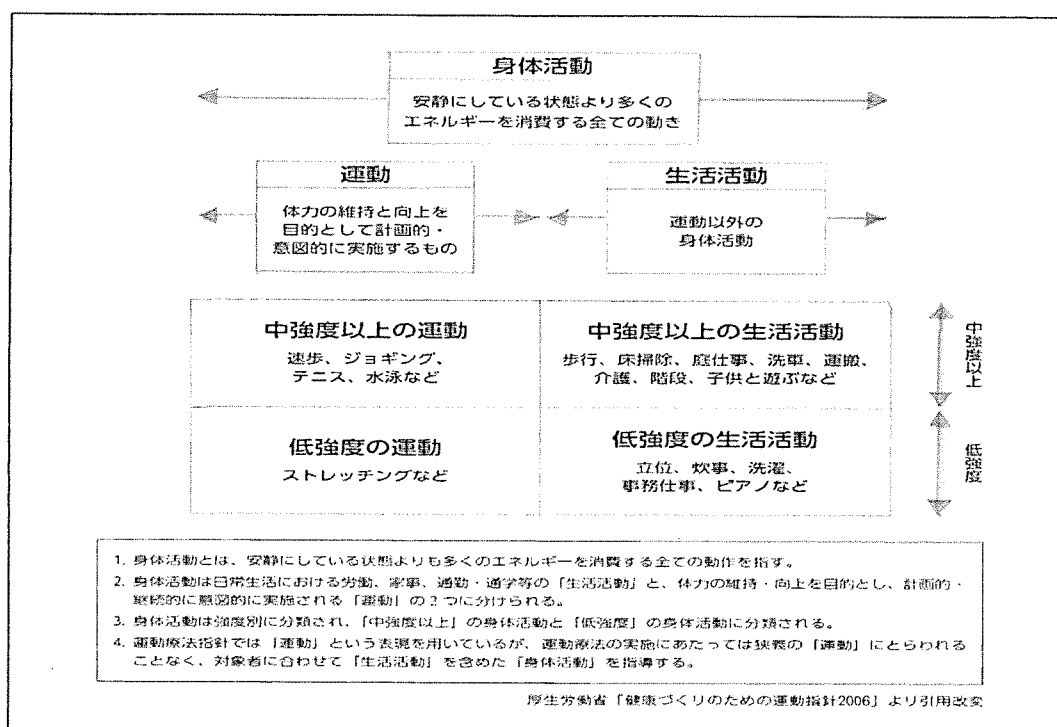 身体活動
安静にしている状態より多くの
エネルギーを消費する全ての動き
運動
体力の維持と向上を
目的として計画的・
意図的に実施するもの
生活活動
運動以外の
身体活動
中強度以上の運動
速歩、ジョギング、
テニス、水泳など
中強度以上の生活活動
歩行、床掃除、庭仕事、洗車、運搬、
介護、階段、子供と遊ぶなど
中強度以上
低強度の運動
ストレッチングなど
低強度の生活活動
立位、炊事、洗濯、
事務仕事、ピアノなど
低強度
1. 身体活動とは、安静にしている状態よりも多くのエネルギーを消費する全ての動作を指す。
2. 身体活動は日常生活における労働、家事、通勤・通学等の「生活活動」と、体力の維持・向上を目的とし、計画的・
継続的に意図的に実施される「運動」の2つに分けられる。
3. 身体活動は強度別に分類され、「中強度以上」の身体活動と「低強度」の身体活動に分類される。
4. 運動療法指針では「運動」という表現を用いているが、運動療法の実施にあたっては狭義の「運動」にとらわれる
ことなく、対象者に合わせて「生活活動」を含めた「身体活動」を指導する。
厚生労働省「健康づくりのための運動指針2006」より引用改変